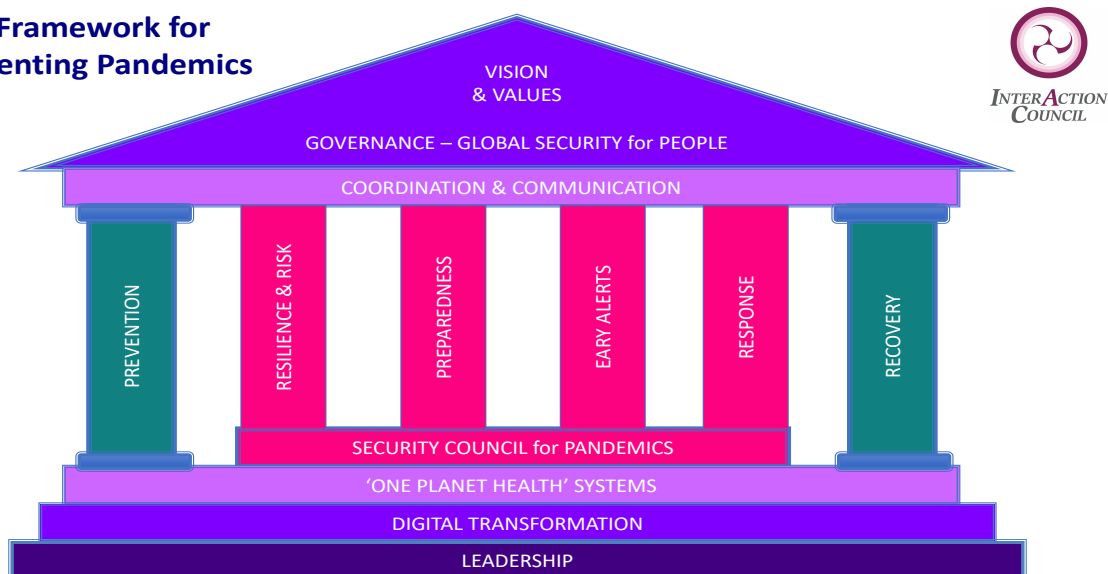 Framework for
enting Pandemics
INTERACTION
COUNCIL
VISION
& VALUES
GOVERNANCE – GLOBAL SECURITY for PEOPLE
COORDINATION & COMMUNICATION
PREVENTION
RESILIENCE & RISK
PREPAREDNESS
EARY ALERTS
RESPONSE
RECOVERY
SECURITY COUNCIL for PANDEMICS
‘ONE PLANET HEALTH’ SYSTEMS
DIGITAL TRANSFORMATION
LEADERSHIP